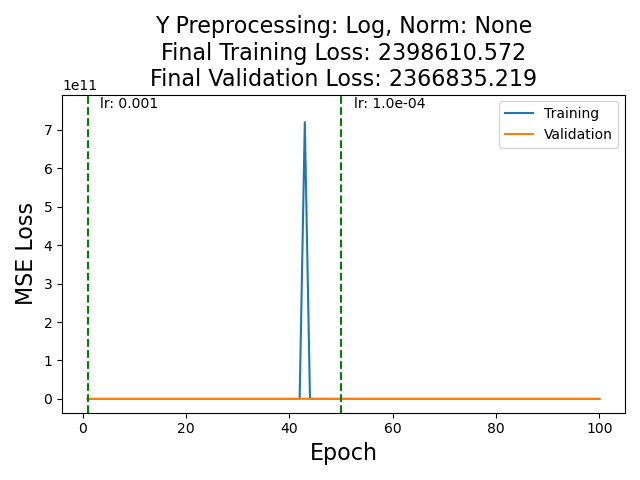 Y Preprocessing: Log, Norm: None
Final Training Loss: 2398610.572
Final Validation Loss: 2366835.219
1e11
lr: 0.001
lr: 1.0e-04
Training
Validation
7
6
5
4
3
2
1
0
MSE Loss
0 20 40 60 80 100
Epoch